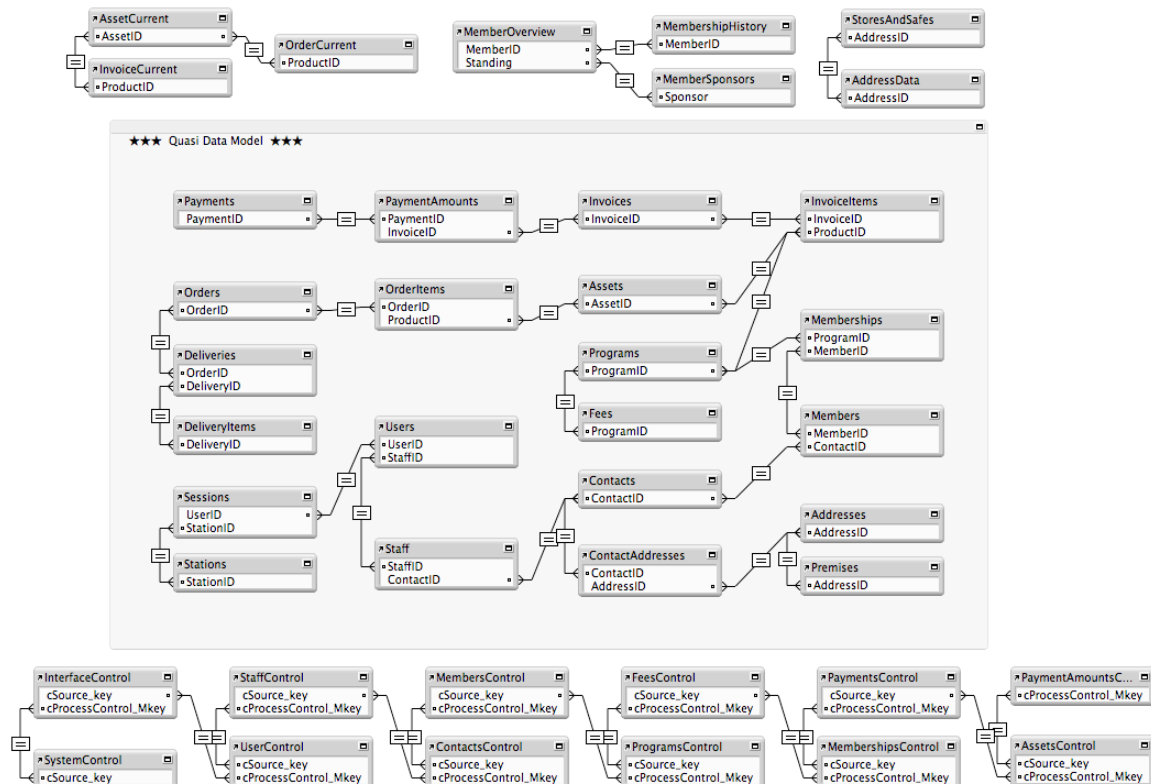 AssetCurrent
AssetID
InvoiceCurrent
ProductID
OrderCurrent
ProductID
MemberOverview
MemberID
Standing
MembershipHistory
MemberID
MemberSponsors
Sponsor
StoresAndSafes
AddressID
AddressData
AddressID
★★★ Quasi Data Model ★★★
Payments
PaymentID
PaymentAmounts
PaymentID
InvoiceID
Invoices
InvoiceID
InvoiceItems
InvoiceID
ProductID
Orders
OrderID
OrderItems
OrderID
ProductID
Assets
AssetID
Deliveries
OrderID
DeliveryID
Programs
ProgramID
Memberships
ProgramID
MemberID
DeliveryItems
DeliveryID
Users
UserID
StaffID
Fees
ProgramID
Members
MemberID
ContactID
Sessions
UserID
StationID
Contacts
ContactID
Addresses
AddressID
Stations
StationID
Staff
StaffID
ContactID
ContactAddresses
ContactID
AddressID
Premises
AddressID
InterfaceControl
cSource_key
cProcessControl_Mkey
StaffControl
cSource_key
cProcessControl_Mkey
MembersControl
cSource_key
cProcessControl_Mkey
FeesControl
cSource_key
cProcessControl_Mkey
PaymentsControl
cSource_key
cProcessControl_Mkey
PaymentAmountsC...
cProcessControl_Mkey
SystemControl
cSource_key
UserControl
cSource_key
cProcessControl_Mkey
ContactsControl
cSource_key
cProcessControl_Mkey
ProgramsControl
cSource_key
cProcessControl_Mkey
MembershipsControl
cSource_key
cProcessControl_Mkey
AssetsControl
cSource_key
cProcessControl_Mkey